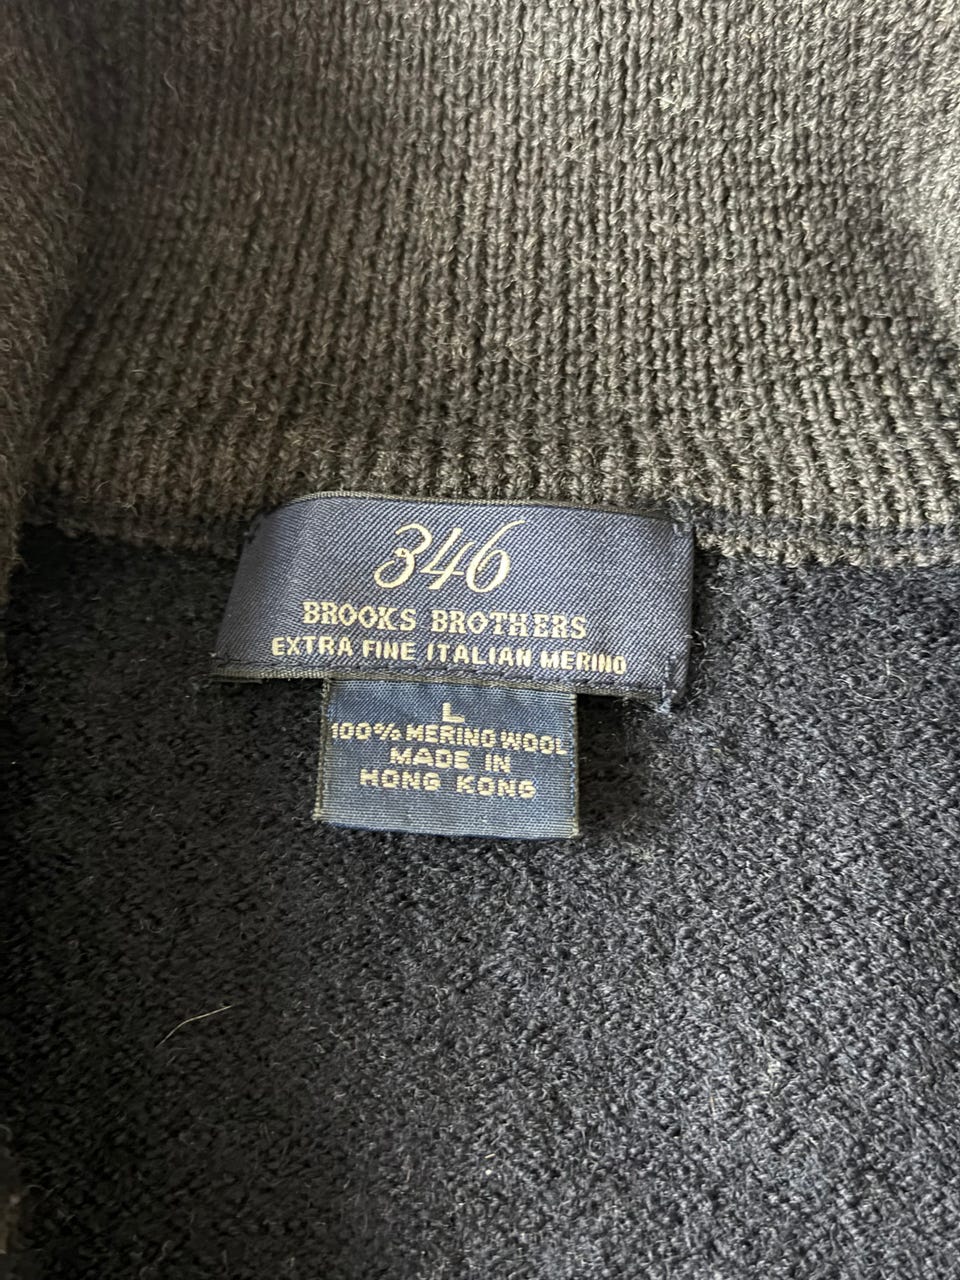 346
BROOKS BROTHERS
EXTRA FINE ITALIAN MERINO
L
100% MERINO WOOL
MADE IN
HONG KONG